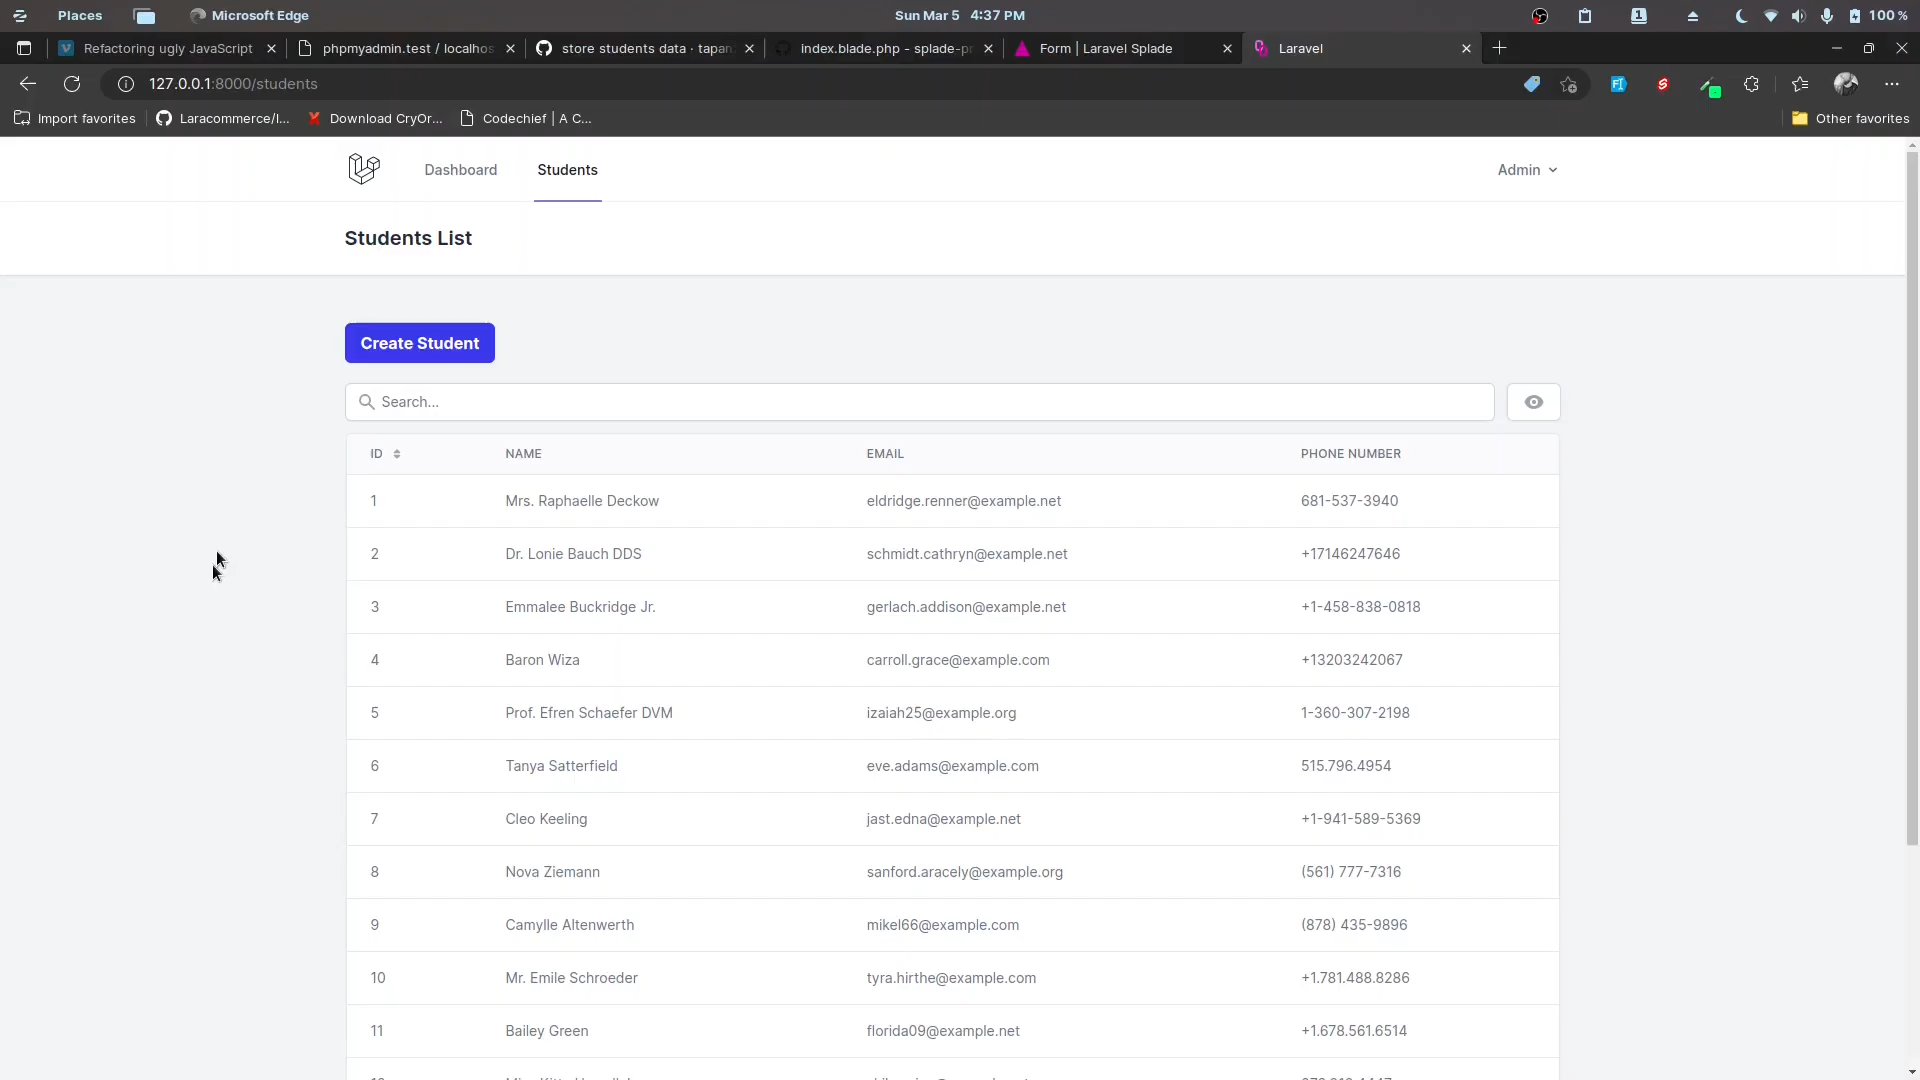 Places
Microsoft Edge
Sun Mar 5 4:37 PM
1
100 %
Refactoring ugly JavaScript
phpmyadmin.test / localhos
store students data · tapan
index.blade.php - splade-pr
Form | Laravel Splade
Laravel
127.0.0.1:8000/students
Import favorites
Laracommerce/l...
Download CryOr...
Codechief | A C...
Other favorites
Dashboard
Students
Admin
Students List
Create Student
Search...
ID NAME EMAIL PHONE NUMBER
1 Mrs. Raphaelle Deckow eldridge.renner@example.net 681-537-3940
2 Dr. Lonie Bauch DDS schmidt.cathryn@example.net +17146247646
3 Emmalee Buckridge Jr. gerlach.addison@example.net +1-458-838-0818
4 Baron Wiza carroll.grace@example.com +13203242067
5 Prof. Efren Schaefer DVM izaiah25@example.org 1-360-307-2198
6 Tanya Satterfield eve.adams@example.com 515.796.4954
7 Cleo Keeling jast.edna@example.net +1-941-589-5369
8 Nova Ziemann sanford.aracely@example.org (561) 777-7316
9 Camylle Altenwerth mikel66@example.com (878) 435-9896
10 Mr. Emile Schroeder tyra.hirthe@example.com +1.781.488.8286
11 Bailey Green florida09@example.net +1.678.561.6514